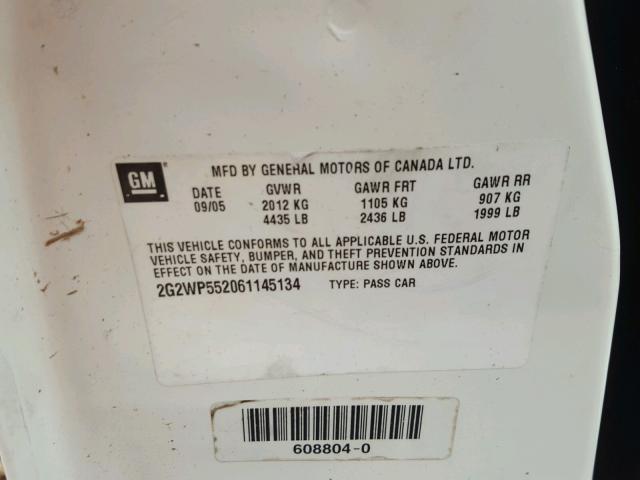 GM
MFD BY GENERAL MOTORS OF CANADA LTD.
DATE GVWR GAWR FRT GAWR RR
09/05 2012 KG 1105 KG 907 KG
4435 LB 2436 LB 1999 LB
THIS VEHICLE CONFORMS TO ALL APPLICABLE U.S. FEDERAL MOTOR
VEHICLE SAFETY, BUMPER, AND THEFT PREVENTION STANDARDS IN
EFFECT ON THE DATE OF MANUFACTURE SHOWN ABOVE.
2G2WP552061145134 TYPE: PASS CAR
608804-0